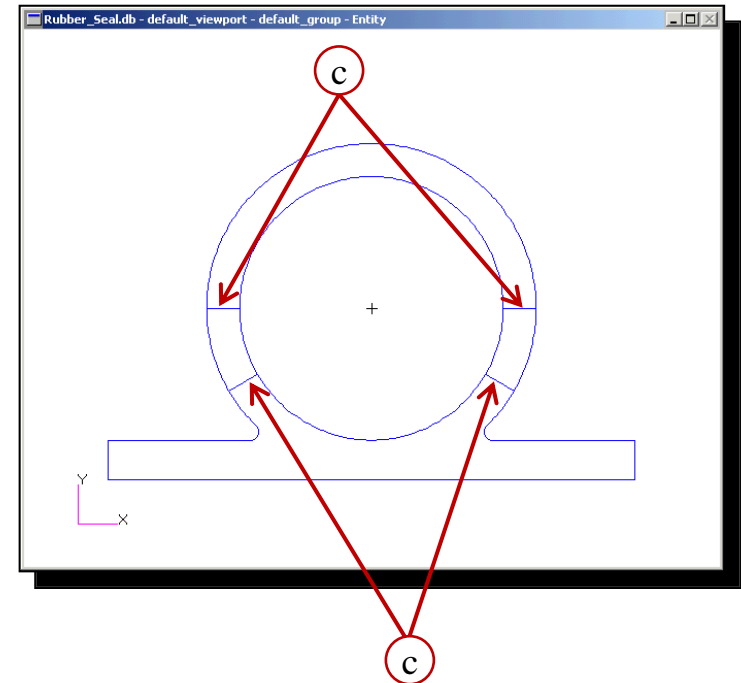 Rubber_Seal.db - default_viewport - default_group - Entity
c
Y
X
c